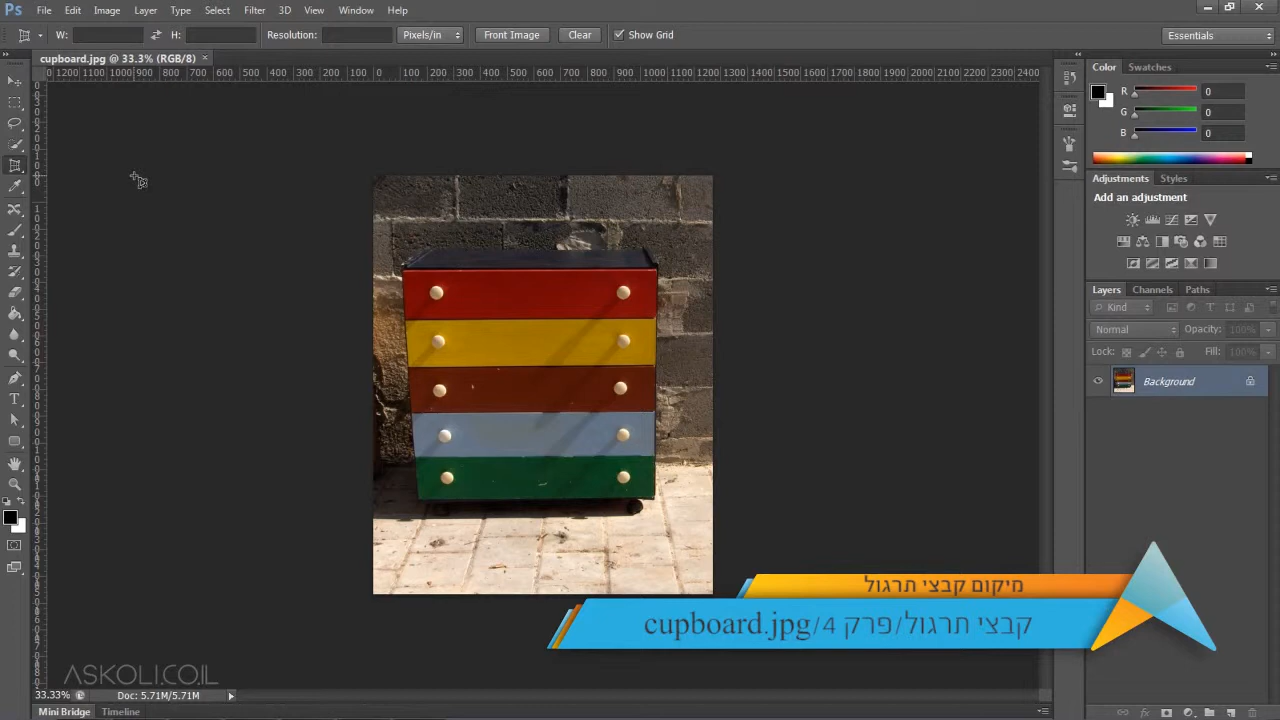 Ps File Edit Image Layer Type Select Filter 3D View Window Help
W: H: Resolution: Pixels/in Front Image Clear Show Grid Essentials
cupboard.jpg @ 33.3% (RGB/8) ×
1200 1100 1000 900 800 700 600 500 400 300 200 100 0 100 200 300 400 500 600 700 800 900 1000 1100 1200 1300 1400 1500 1600 1700 1800 1900 2000 2100 2200 2300 2400
Color Swatches
R 0
G 0
B 0
Adjustments Styles
Add an adjustment
Layers Channels Paths
Kind
Normal Opacity: 100%
Lock: Fill: 100%
Background
מיקום קבצי תרגול
קבצי תרגול/פרק 4/cupboard.jpg
ASKOLI.CO.IL
33.33% Doc: 5.71M/5.71M
Mini Bridge Timeline